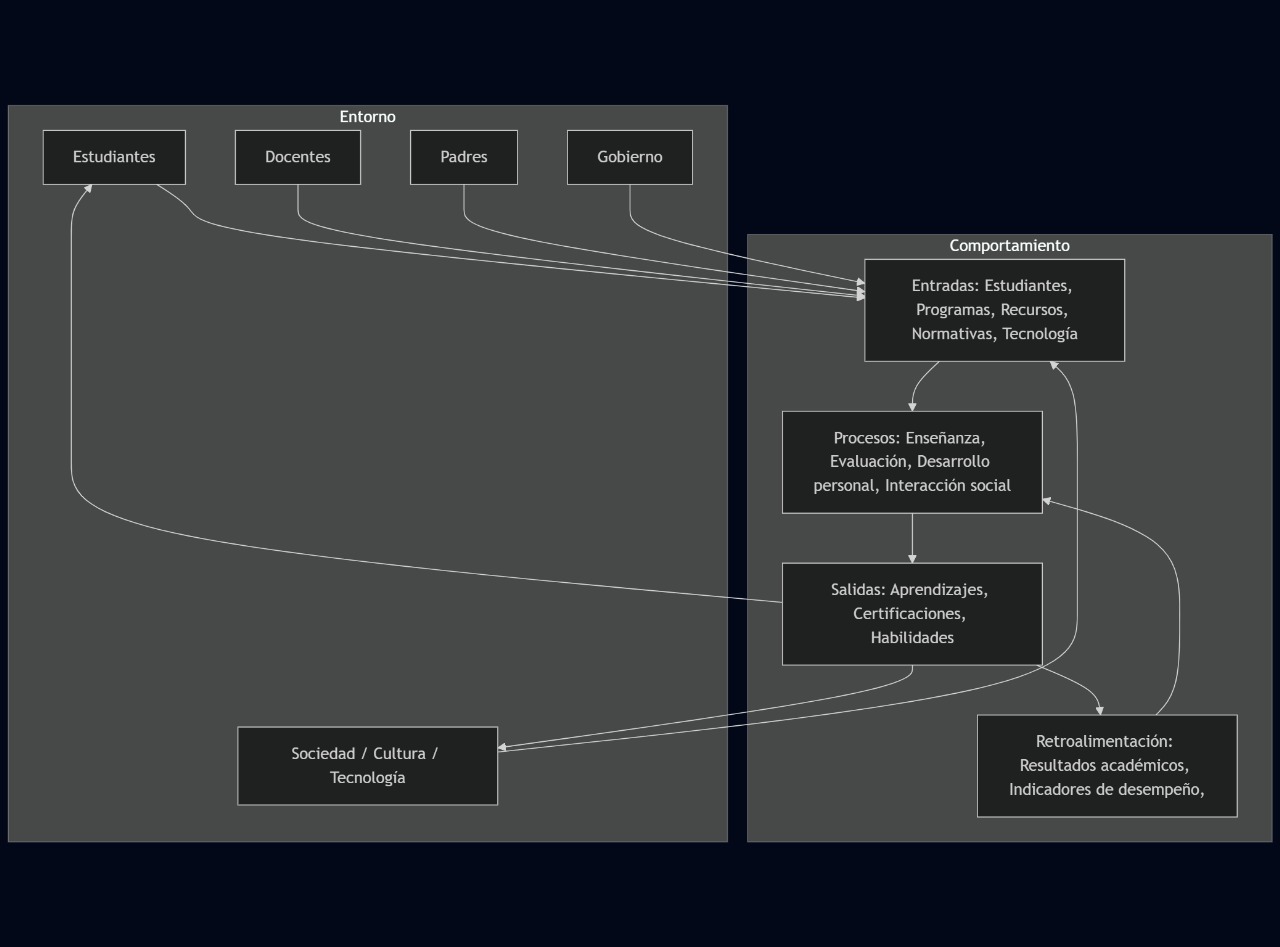 Entorno
Estudiantes
Docentes
Padres
Gobierno
Comportamiento
Entradas: Estudiantes,
Programas, Recursos,
Normativas, Tecnología
Procesos: Enseñanza,
Evaluación, Desarrollo
personal, Interacción social
Salidas: Aprendizajes,
Certificaciones,
Habilidades
Sociedad / Cultura /
Tecnología
Retroalimentación:
Resultados académicos,
Indicadores de desempeño,